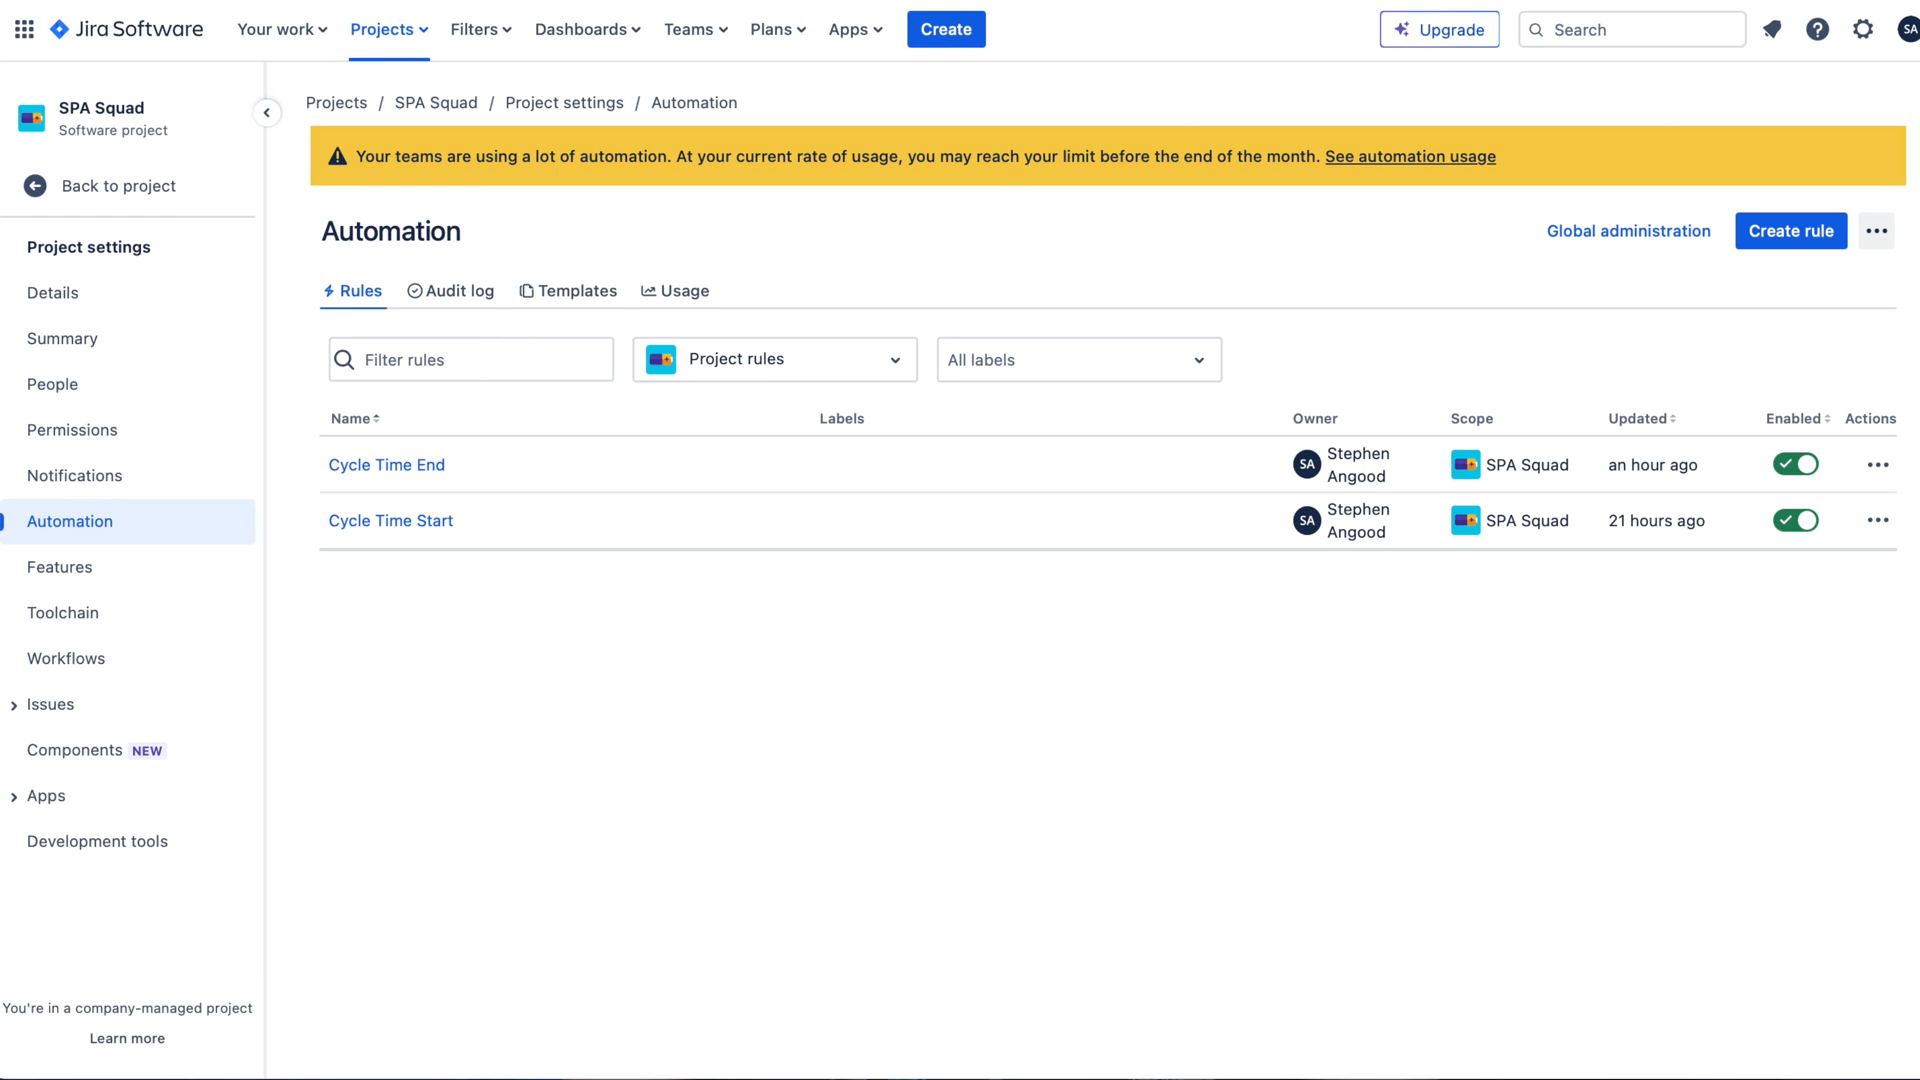 Jira Software Your work Projects Filters Dashboards Teams Plans Apps Create Upgrade Search SA
SPA Squad
Software project
Back to project
Project settings
Details
Summary
People
Permissions
Notifications
Automation
Features
Toolchain
Workflows
Issues
Components NEW
Apps
Development tools
You're in a company-managed project
Learn more
Projects / SPA Squad / Project settings / Automation
Your teams are using a lot of automation. At your current rate of usage, you may reach your limit before the end of the month. See automation usage
Automation
Global administration Create rule
Rules Audit log Templates Usage
Filter rules Project rules All labels
Name Labels Owner Scope Updated Enabled Actions
Cycle Time End SA Stephen Angood SPA Squad an hour ago
Cycle Time Start SA Stephen Angood SPA Squad 21 hours ago